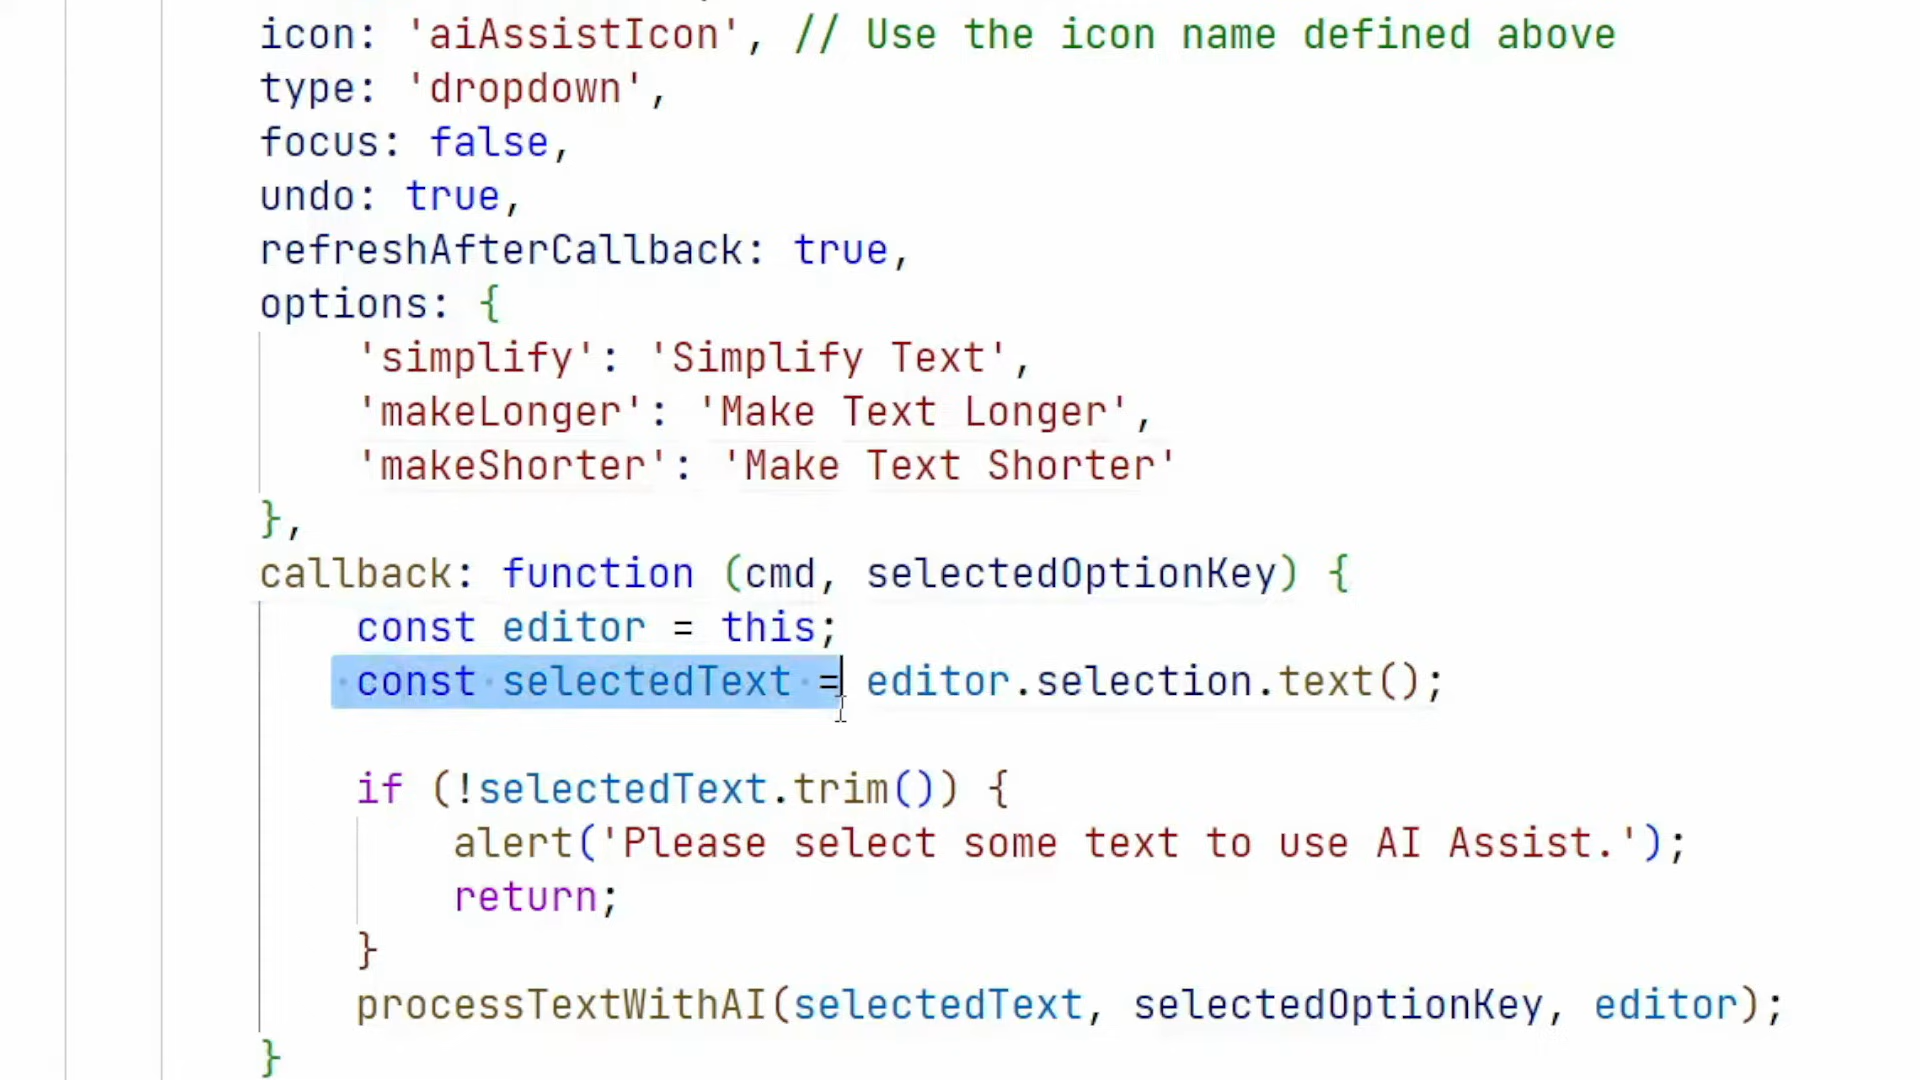 icon: 'aiAssistIcon', // Use the icon name defined above
type: 'dropdown',
focus: false,
undo: true,
refreshAfterCallback: true,
options: {
'simplify': 'Simplify Text',
'makeLonger': 'Make Text Longer',
'makeShorter': 'Make Text Shorter'
},
callback: function (cmd, selectedOptionKey) {
const editor = this;
const selectedText = editor.selection.text();
if (!selectedText.trim()) {
alert('Please select some text to use AI Assist.');
return;
}
processTextWithAI(selectedText, selectedOptionKey, editor);
}